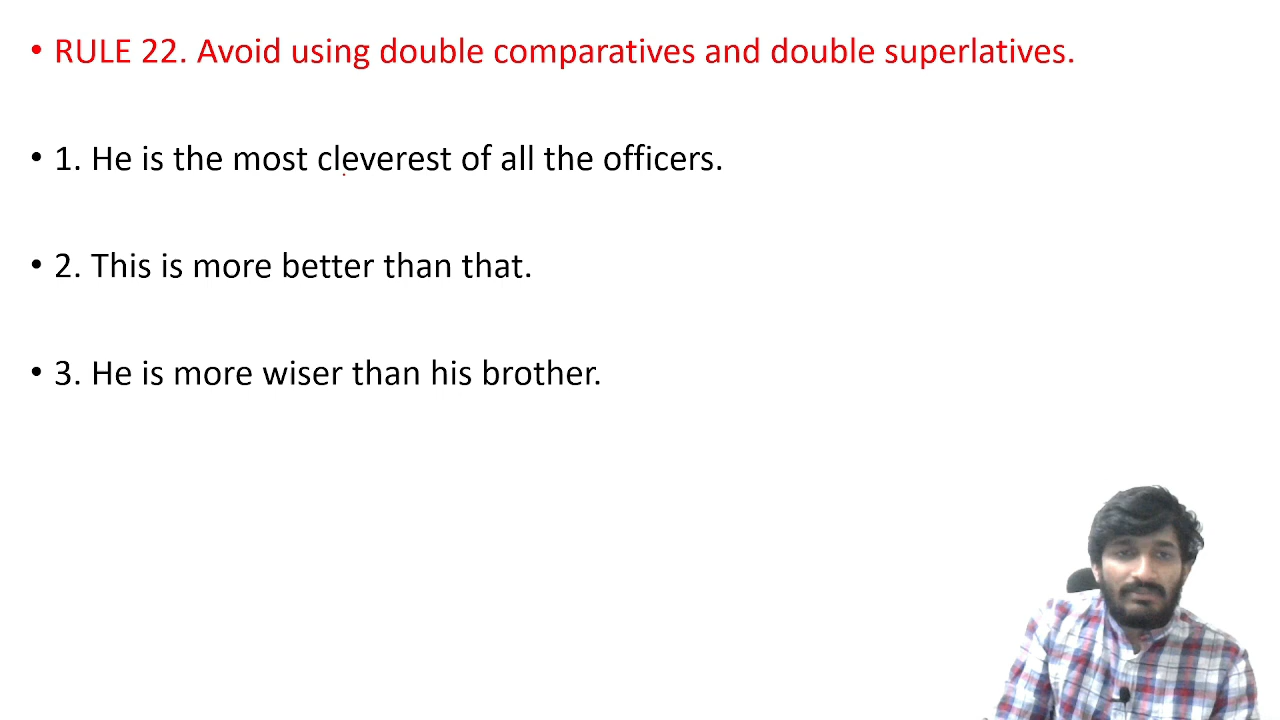 • RULE 22. Avoid using double comparatives and double superlatives.
• 1. He is the most cleverest of all the officers.
• 2. This is more better than that.
• 3. He is more wiser than his brother.